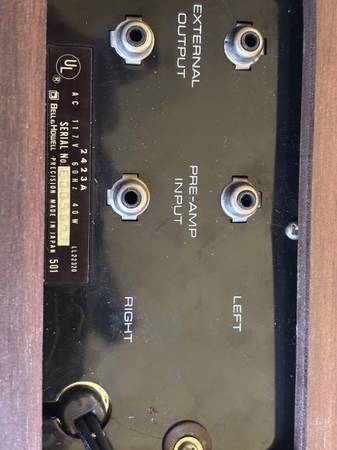 EXTERNAL
OUTPUT
PRE-AMP
INPUT
RIGHT
LEFT
UL ®
2423A
AC 117V 60Hz 40W
LL22320
SERIAL No.
BELL & HOWELL - PRECISION MADE IN JAPAN 501